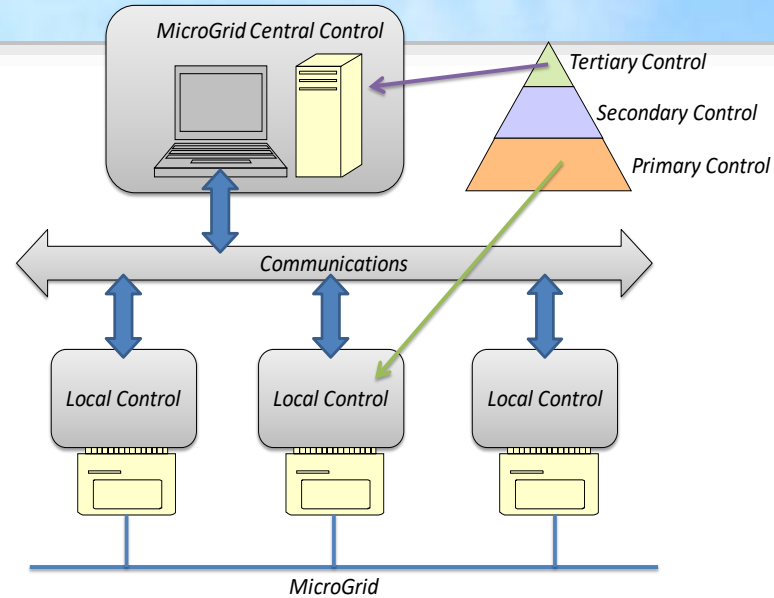 MicroGrid Central Control
Tertiary Control
Secondary Control
Primary Control
Communications
Local Control
Local Control
Local Control
MicroGrid